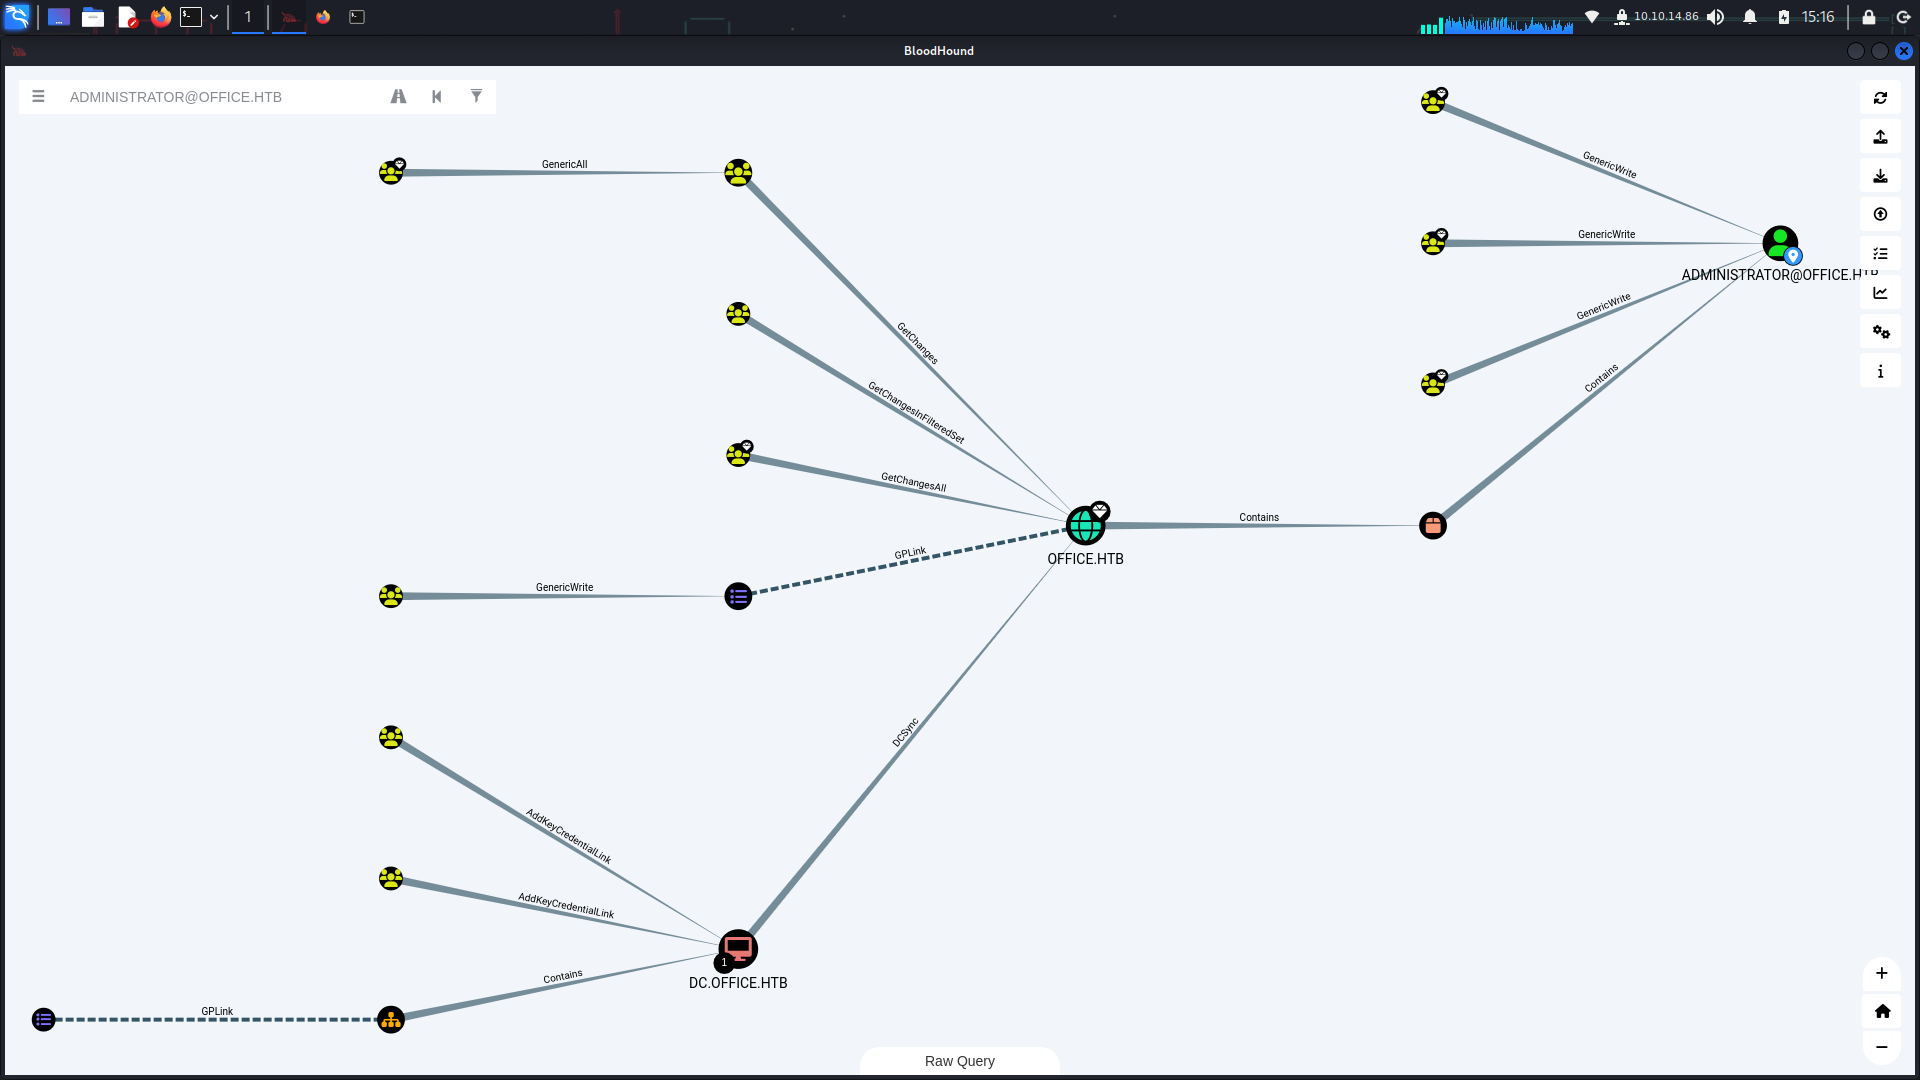 1
10.10.14.86
15:16
BloodHound
ADMINISTRATOR@OFFICE.HTB
GenericAll
GenericWrite
GenericWrite
ADMINISTRATOR@OFFICE.HTB
GenericWrite
GetChanges
Contains
GetChangesInFilteredSet
GetChangesAll
Contains
GPLink
OFFICE.HTB
GenericWrite
DCSync
AddKeyCredentialLink
AddKeyCredentialLink
Contains
1
DC.OFFICE.HTB
GPLink
Raw Query